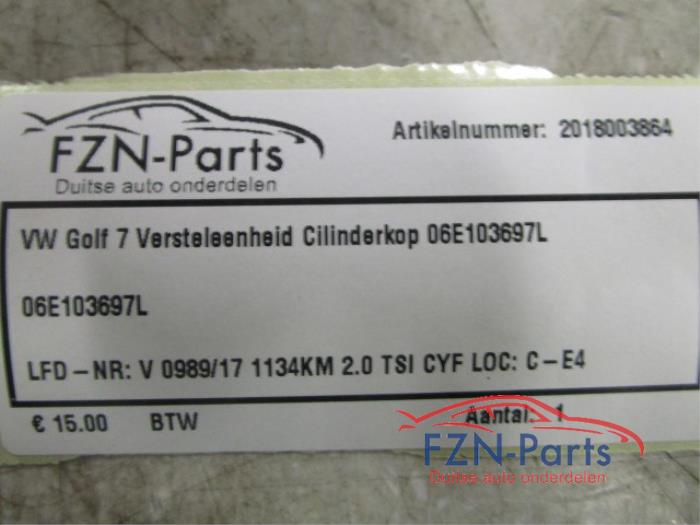 FZN-Parts
Duitse auto onderdelen
Artikelnummer: 2018003864
VW Golf 7 Versteleenheid Cilinderkop 06E103697L
06E103697L
LFD-NR: V 0989/17 1134KM 2.0 TSI CYF LOC: C-E4
€ 15.00 BTW Aantal: 1
FZN-Parts
Duitse auto onderdelen